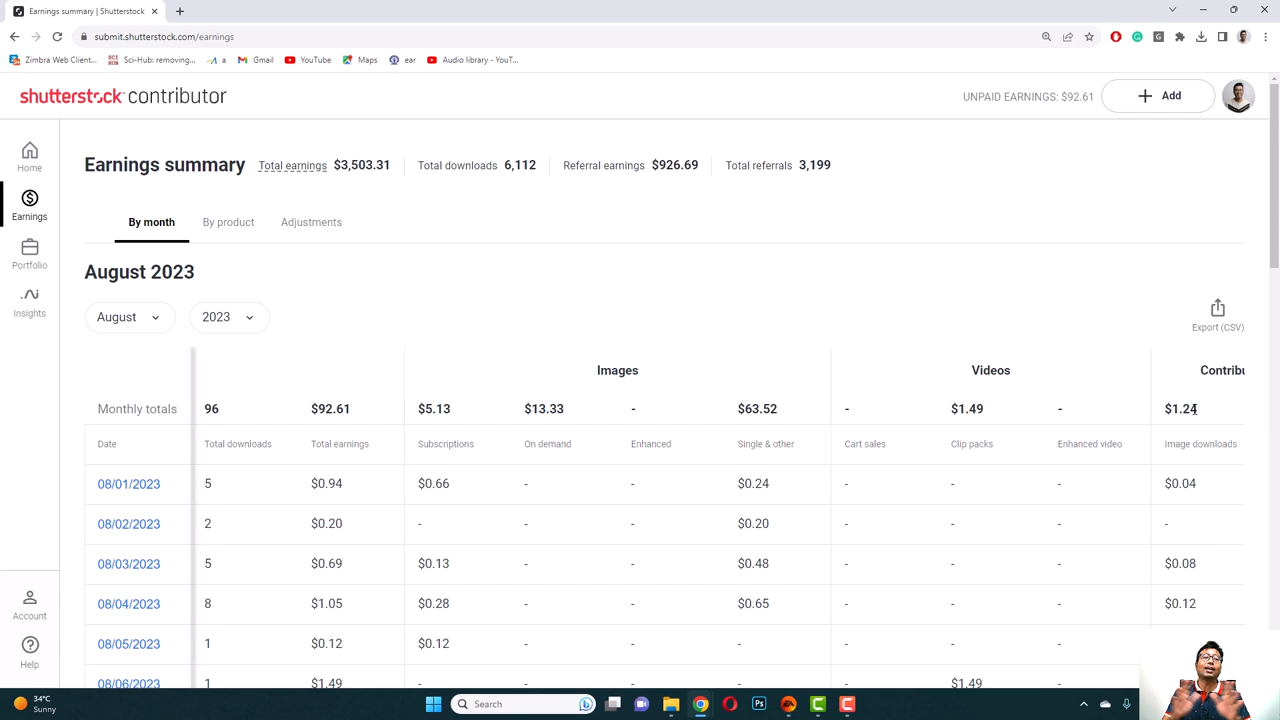 Earnings summary | Shutterstock
submit.shutterstock.com/earnings
Zimbra Web Client... SCI HUB Sci-Hub: removing... a Gmail YouTube Maps ear Audio library - YouT...
shutterstock contributor
UNPAID EARNINGS: $92.61 Add
Home
Earnings
Portfolio
Insights
Account
Help
Earnings summary Total earnings $3,503.31 Total downloads 6,112 Referral earnings $926.69 Total referrals 3,199
By month By product Adjustments
August 2023
August 2023
Export (CSV)
Images Videos Contribu
Monthly totals 96 $92.61 $5.13 $13.33 - $63.52 - $1.49 - $1.24
Date Total downloads Total earnings Subscriptions On demand Enhanced Single & other Cart sales Clip packs Enhanced video Image downloads
08/01/2023 5 $0.94 $0.66 - - $0.24 - - - $0.04
08/02/2023 2 $0.20 - - - $0.20 - - - -
08/03/2023 5 $0.69 $0.13 - - $0.48 - - - $0.08
08/04/2023 8 $1.05 $0.28 - - $0.65 - - - $0.12
08/05/2023 1 $0.12 $0.12 - - - - - -
08/06/2023 1 $1.49 - - - - - $1.49 -
34°C
Sunny
Search
Ps